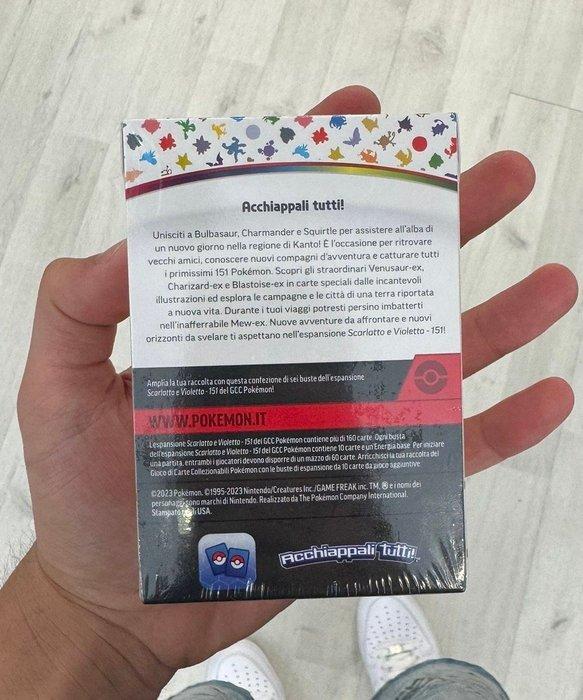 Acchiappali tutti!
Unisciti a Bulbasaur, Charmander e Squirtle per assistere all'alba di
un nuovo giorno nella regione di Kanto! È l'occasione per ritrovare
vecchi amici, conoscere nuovi compagni d'avventura e catturare tutti
i primissimi 151 Pokémon. Scopri gli straordinari Venusaur-ex,
Charizard-ex e Blastoise-ex in carte speciali dalle incantevoli
illustrazioni ed esplora le campagne e le città di una terra riportata
a nuova vita. Durante i tuoi viaggi potresti persino imbatterti
nell'inafferrabile Mew-ex. Nuove avventure da affrontare e nuovi
orizzonti da svelare ti aspettano nell'espansione Scarlatto e Violetto - 151!
Amplia la tua raccolta con questa confezione di sei buste dell'espansione
Scarlatto e Violetto - 151 del GCC Pokémon!
WWW.POKEMON.IT
L'espansione Scarlatto e Violetto - 151 del GCC Pokémon contiene più di 160 carte. Ogni busta
dell'espansione Scarlatto e Violetto - 151 del GCC Pokémon contiene 10 carte e un'Energia base. Per iniziare
una partita, entrambi i giocatori devono disporre di un mazzo di 60 carte. Arricchisci la tua raccolta del
Gioco di Carte Collezionabili Pokémon con le buste di espansione da 10 carte da gioco aggiuntive
©2023 Pokémon. ©1995-2023 Nintendo/Creatures Inc./GAME FREAK inc. TM, ® e i nomi dei
personaggi sono marchi di Nintendo. Realizzato da The Pokémon Company International.
Stampato USA.
Acchiappali tutti!